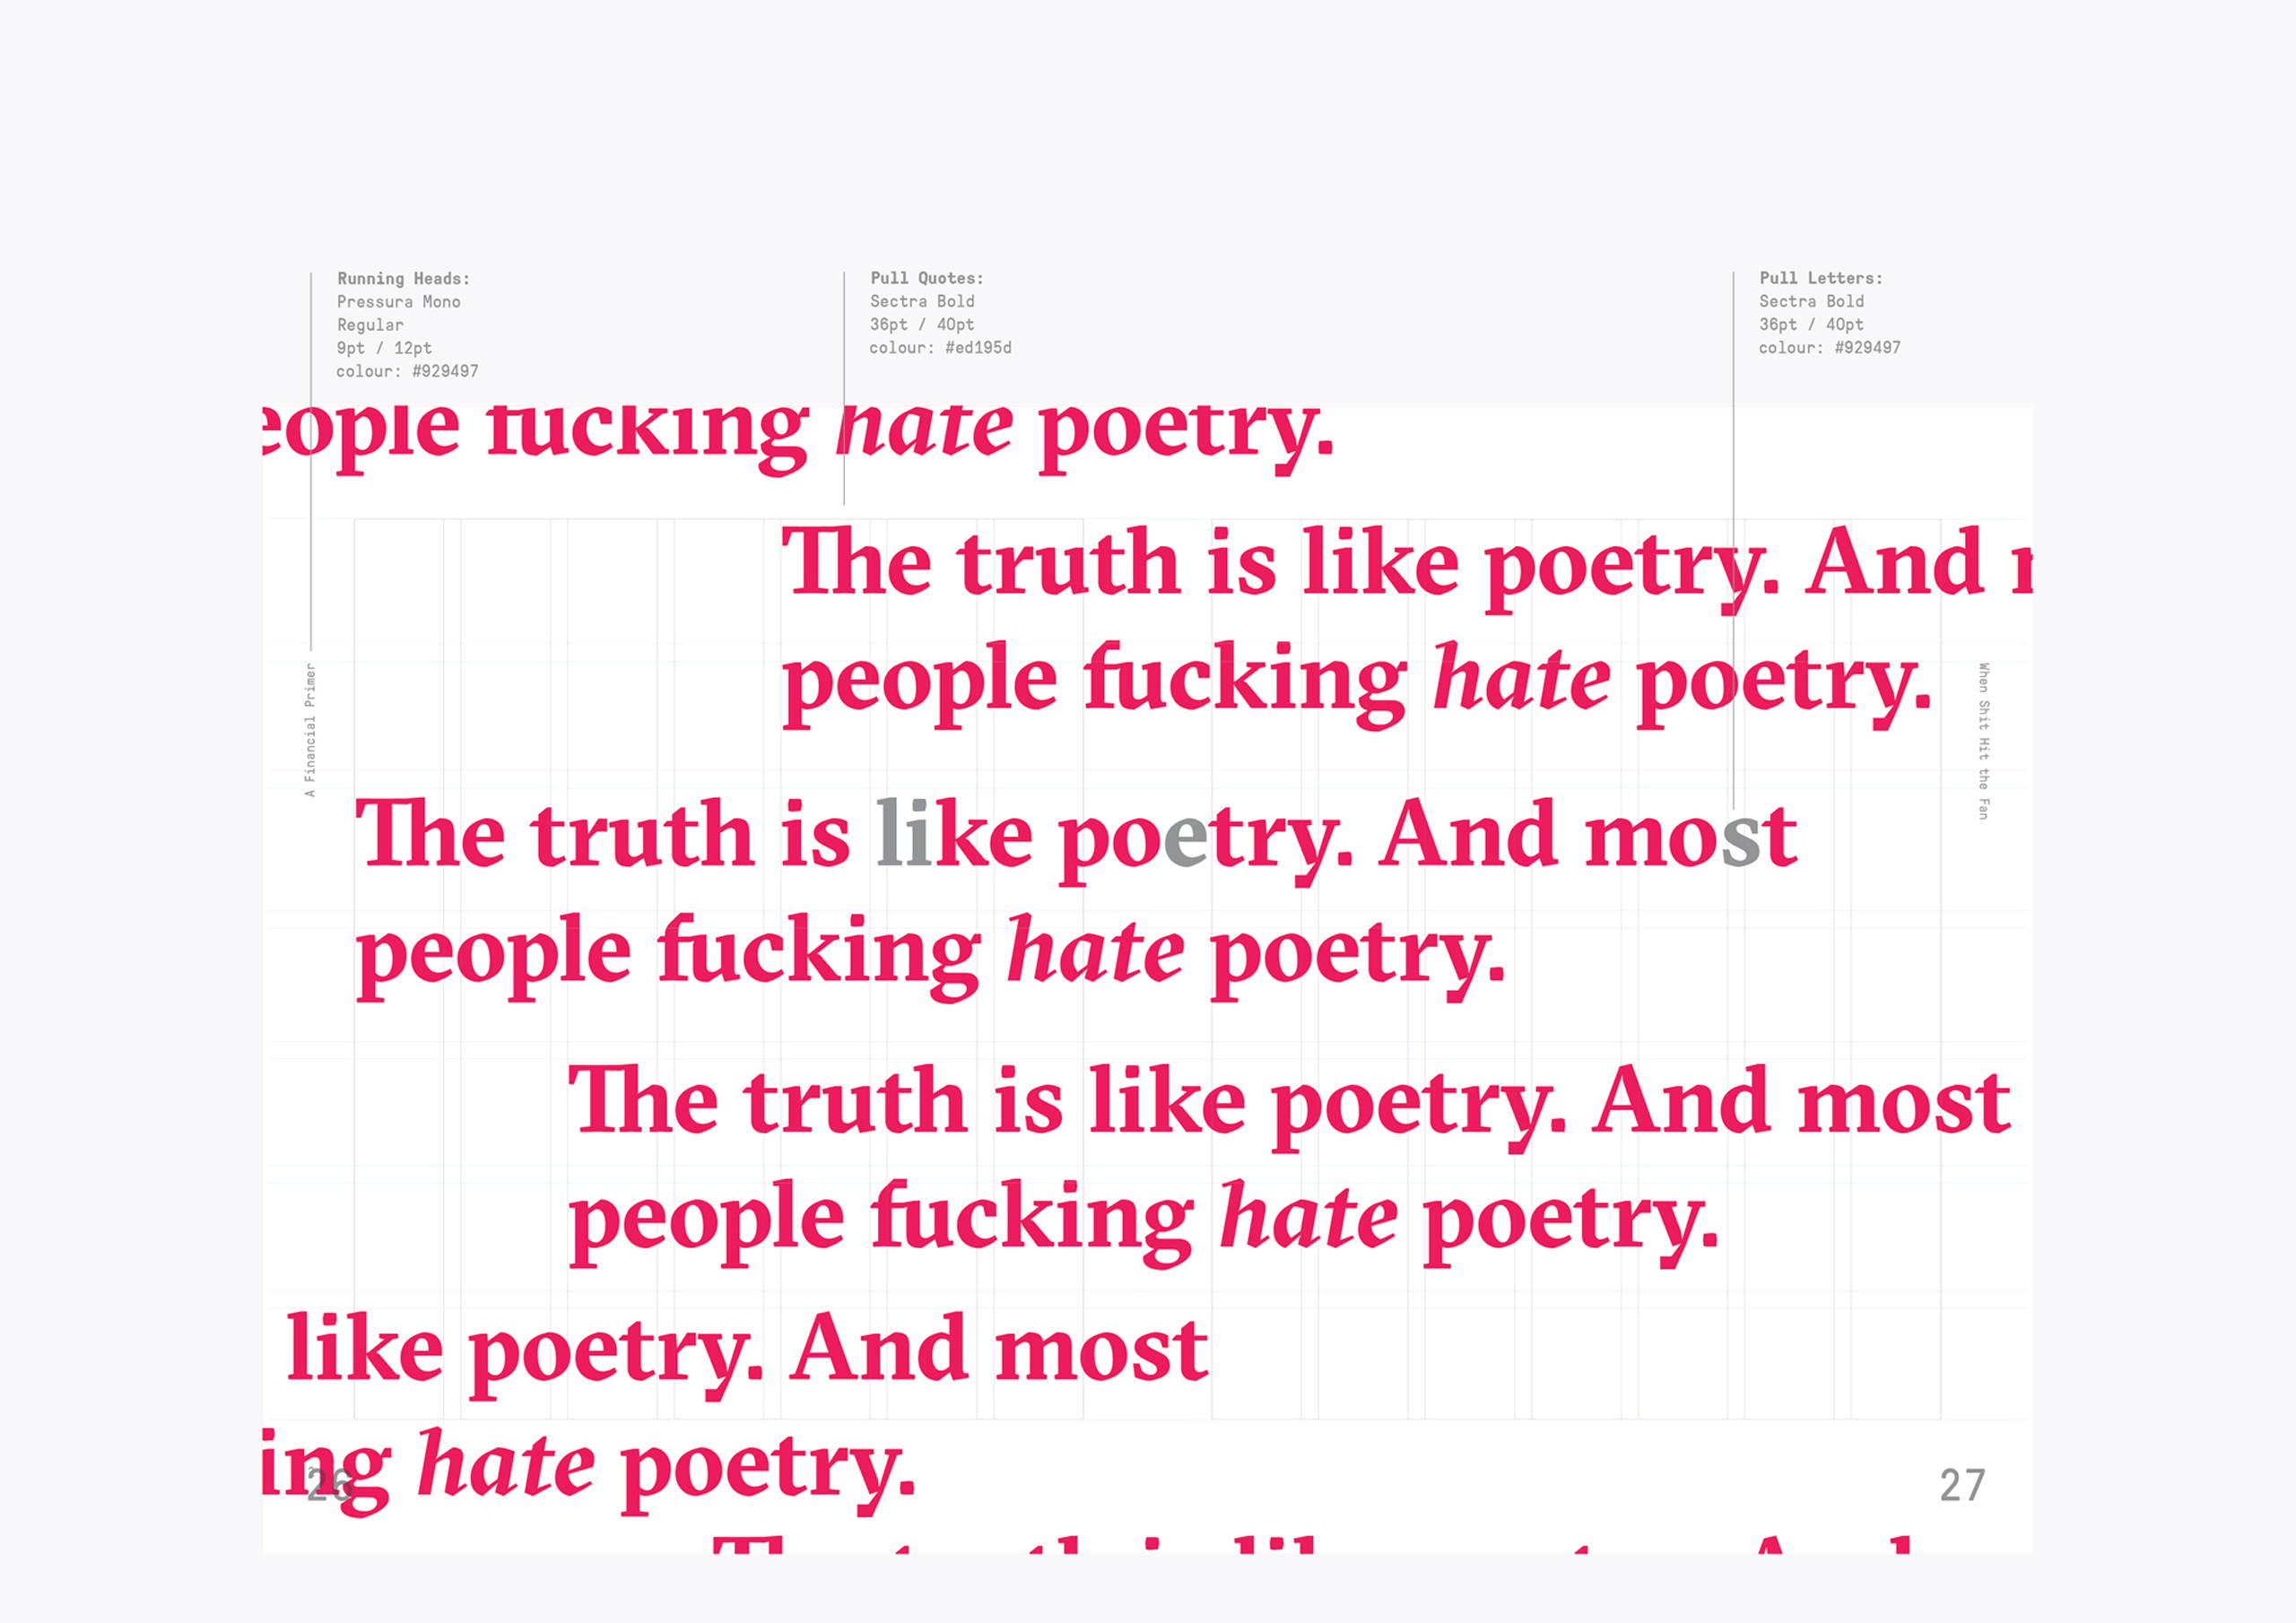 Running Heads:
Pressura Mono
Regular
9pt / 12pt
colour: #929497
Pull Quotes:
Sectra Bold
36pt / 40pt
colour: #ed195d
Pull Letters:
Sectra Bold
36pt / 40pt
colour: #929497
eople fucking hate poetry.
The truth is like poetry. And
people fucking hate poetry.
A Financial Primer
When Shit Hit the Fan
The truth is like poetry. And most
people fucking hate poetry.
The truth is like poetry. And most
people fucking hate poetry.
like poetry. And most
ing hate poetry.
26
27